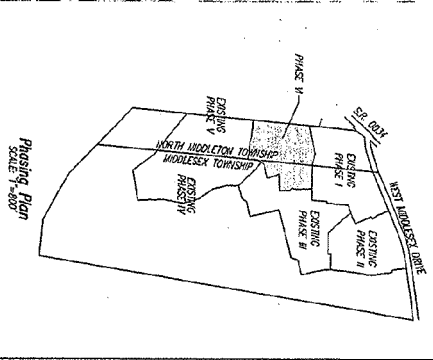 S.R. 0034
WEST MIDDLESEX DRIVE
PHASE VI
EXISTING
PHASE I
EXISTING
PHASE II
EXISTING
PHASE III
EXISTING
PHASE V
NORTH MIDDLETON TOWNSHIP
MIDDLESEX TOWNSHIP
EXISTING
PHASE IV
Phasing Plan
SCALE: 1"=800'